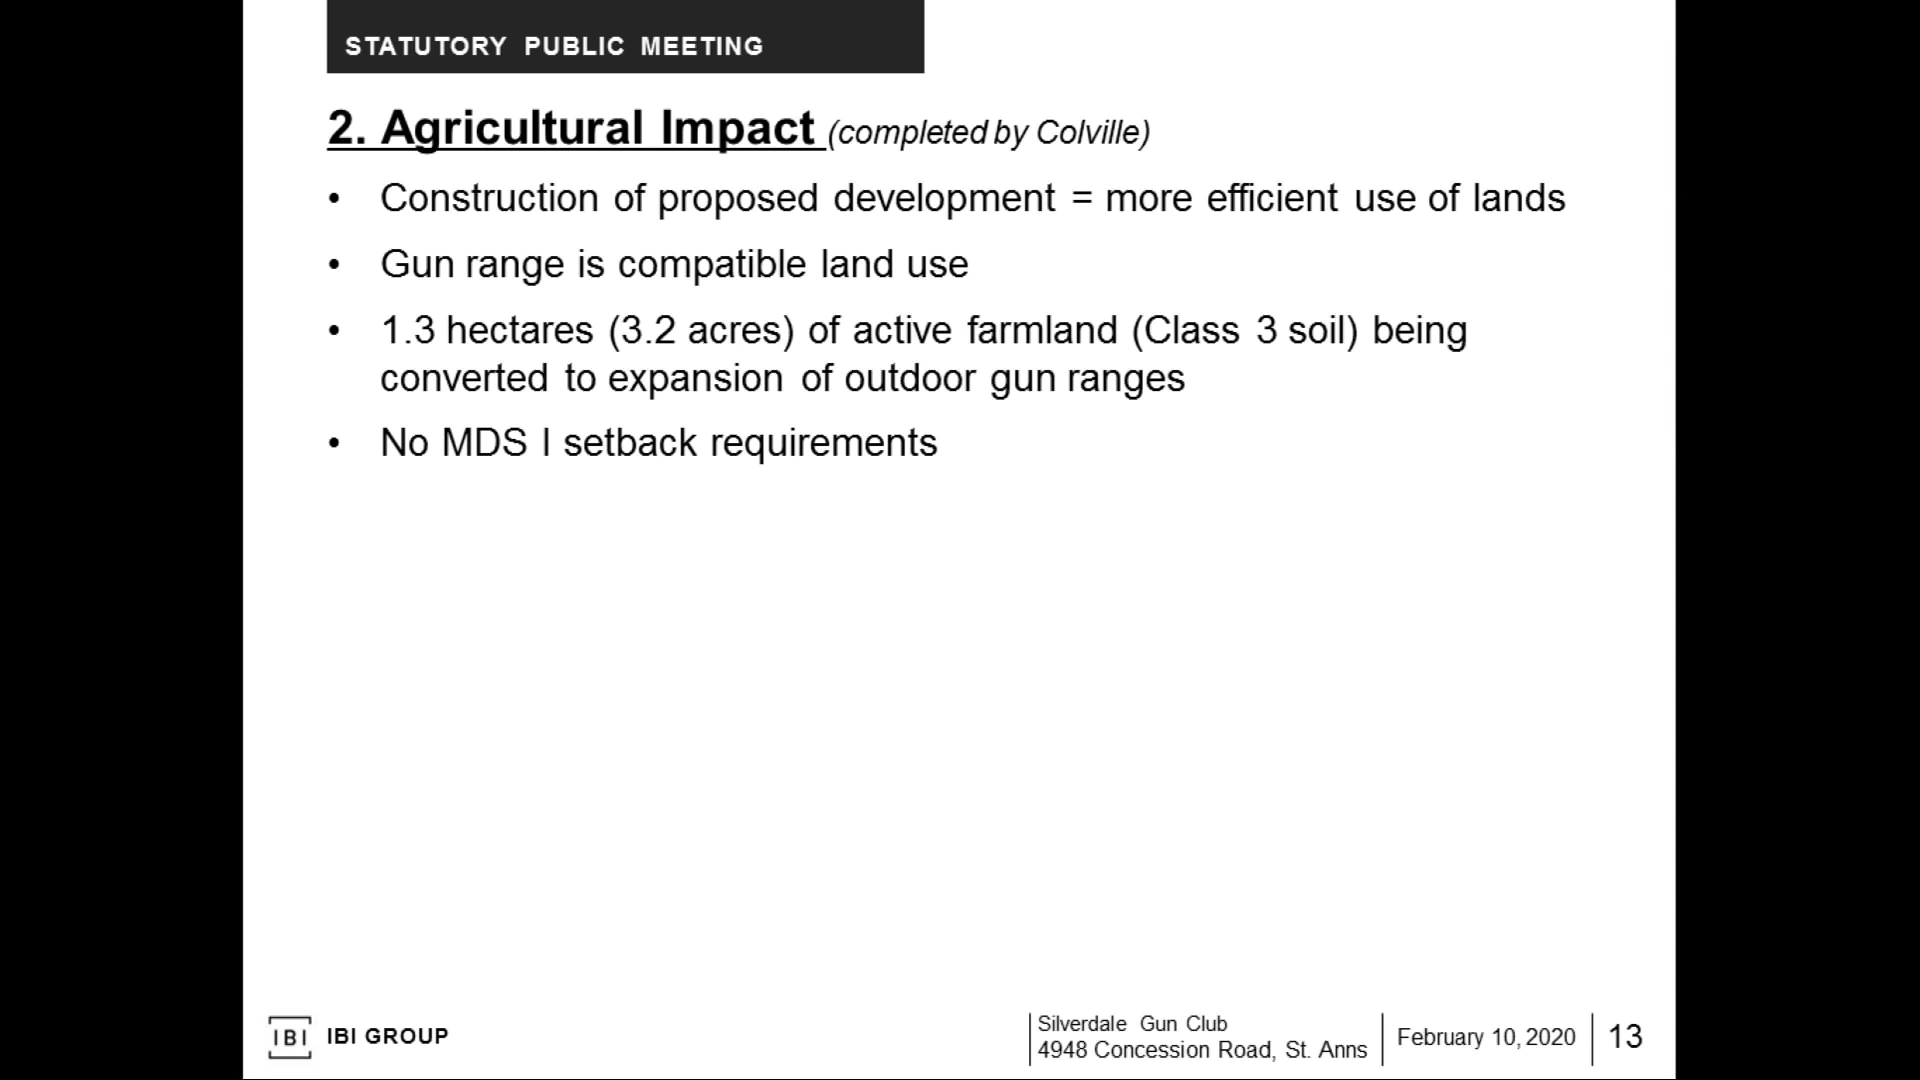 STATUTORY PUBLIC MEETING
2. Agricultural Impact (completed by Colville)
• Construction of proposed development = more efficient use of lands
• Gun range is compatible land use
• 1.3 hectares (3.2 acres) of active farmland (Class 3 soil) being
converted to expansion of outdoor gun ranges
• No MDS I setback requirements
IBI IBI GROUP
Silverdale Gun Club
4948 Concession Road, St. Anns
February 10, 2020
13